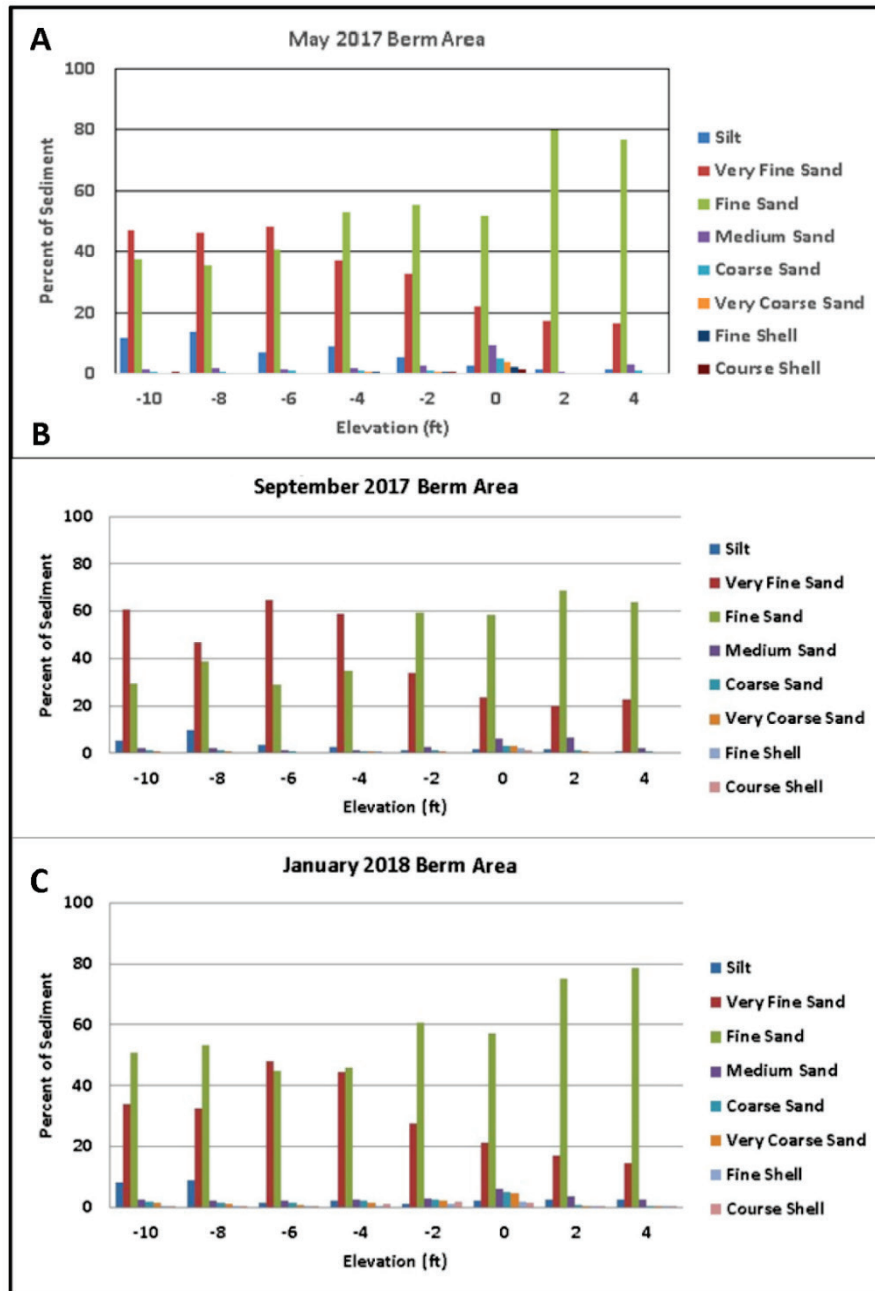 A
May 2017 Berm Area
100
80
60
40
20
0
Percent of Sediment
-10 -8 -6 -4 -2 0 2 4
Elevation (ft)
Silt
Very Fine Sand
Fine Sand
Medium Sand
Coarse Sand
Very Coarse Sand
Fine Shell
Course Shell
B
September 2017 Berm Area
100
80
60
40
20
0
Percent of Sediment
-10 -8 -6 -4 -2 0 2 4
Elevation (ft)
Silt
Very Fine Sand
Fine Sand
Medium Sand
Coarse Sand
Very Coarse Sand
Fine Shell
Course Shell
C
January 2018 Berm Area
100
80
60
40
20
0
Percent of Sediment
-10 -8 -6 -4 -2 0 2 4
Elevation (ft)
Silt
Very Fine Sand
Fine Sand
Medium Sand
Coarse Sand
Very Coarse Sand
Fine Shell
Course Shell